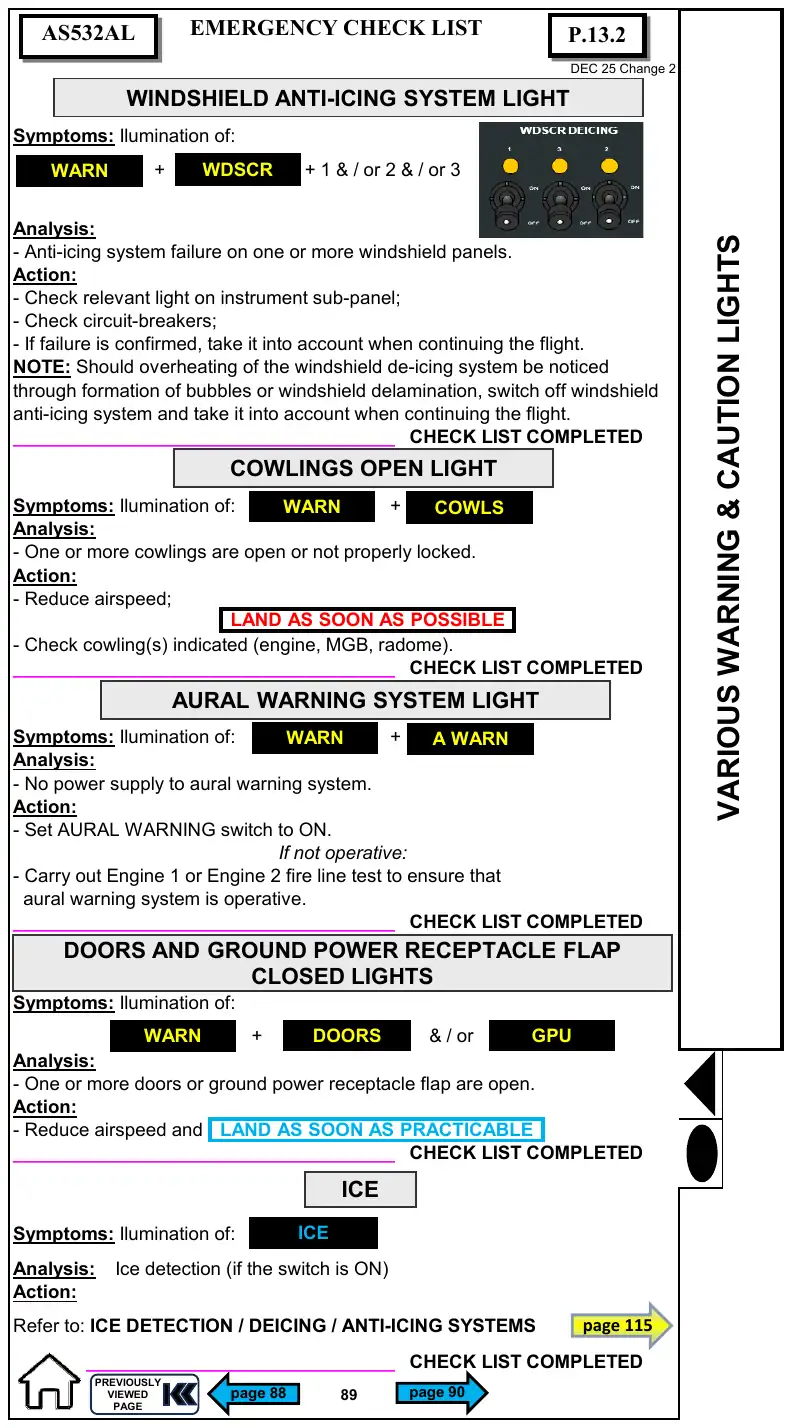 AS532AL
EMERGENCY CHECK LIST
P.13.2
DEC 25 Change 2
WINDSHIELD ANTI-ICING SYSTEM LIGHT
Symptoms: Ilumination of:
WARN + WDSCR + 1 & / or 2 & / or 3
WDSCR DEICING
1 3 2
ON ON ON
OFF OFF OFF
Analysis:
- Anti-icing system failure on one or more windshield panels.
Action:
- Check relevant light on instrument sub-panel;
- Check circuit-breakers;
- If failure is confirmed, take it into account when continuing the flight.
NOTE: Should overheating of the windshield de-icing system be noticed
through formation of bubbles or windshield delamination, switch off windshield
anti-icing system and take it into account when continuing the flight.
CHECK LIST COMPLETED
COWLINGS OPEN LIGHT
Symptoms: Ilumination of: WARN + COWLS
Analysis:
- One or more cowlings are open or not properly locked.
Action:
- Reduce airspeed;
LAND AS SOON AS POSSIBLE
- Check cowling(s) indicated (engine, MGB, radome).
CHECK LIST COMPLETED
AURAL WARNING SYSTEM LIGHT
Symptoms: Ilumination of: WARN + A WARN
Analysis:
- No power supply to aural warning system.
Action:
- Set AURAL WARNING switch to ON.
If not operative:
- Carry out Engine 1 or Engine 2 fire line test to ensure that
aural warning system is operative.
CHECK LIST COMPLETED
DOORS AND GROUND POWER RECEPTACLE FLAP
CLOSED LIGHTS
Symptoms: Ilumination of:
WARN + DOORS & / or GPU
Analysis:
- One or more doors or ground power receptacle flap are open.
Action:
- Reduce airspeed and LAND AS SOON AS PRACTICABLE
CHECK LIST COMPLETED
ICE
Symptoms: Ilumination of: ICE
Analysis: Ice detection (if the switch is ON)
Action:
Refer to: ICE DETECTION / DEICING / ANTI-ICING SYSTEMS page 115
CHECK LIST COMPLETED
PREVIOUSLY
VIEWED
PAGE
page 88
89
page 90
VARIOUS WARNING & CAUTION LIGHTS